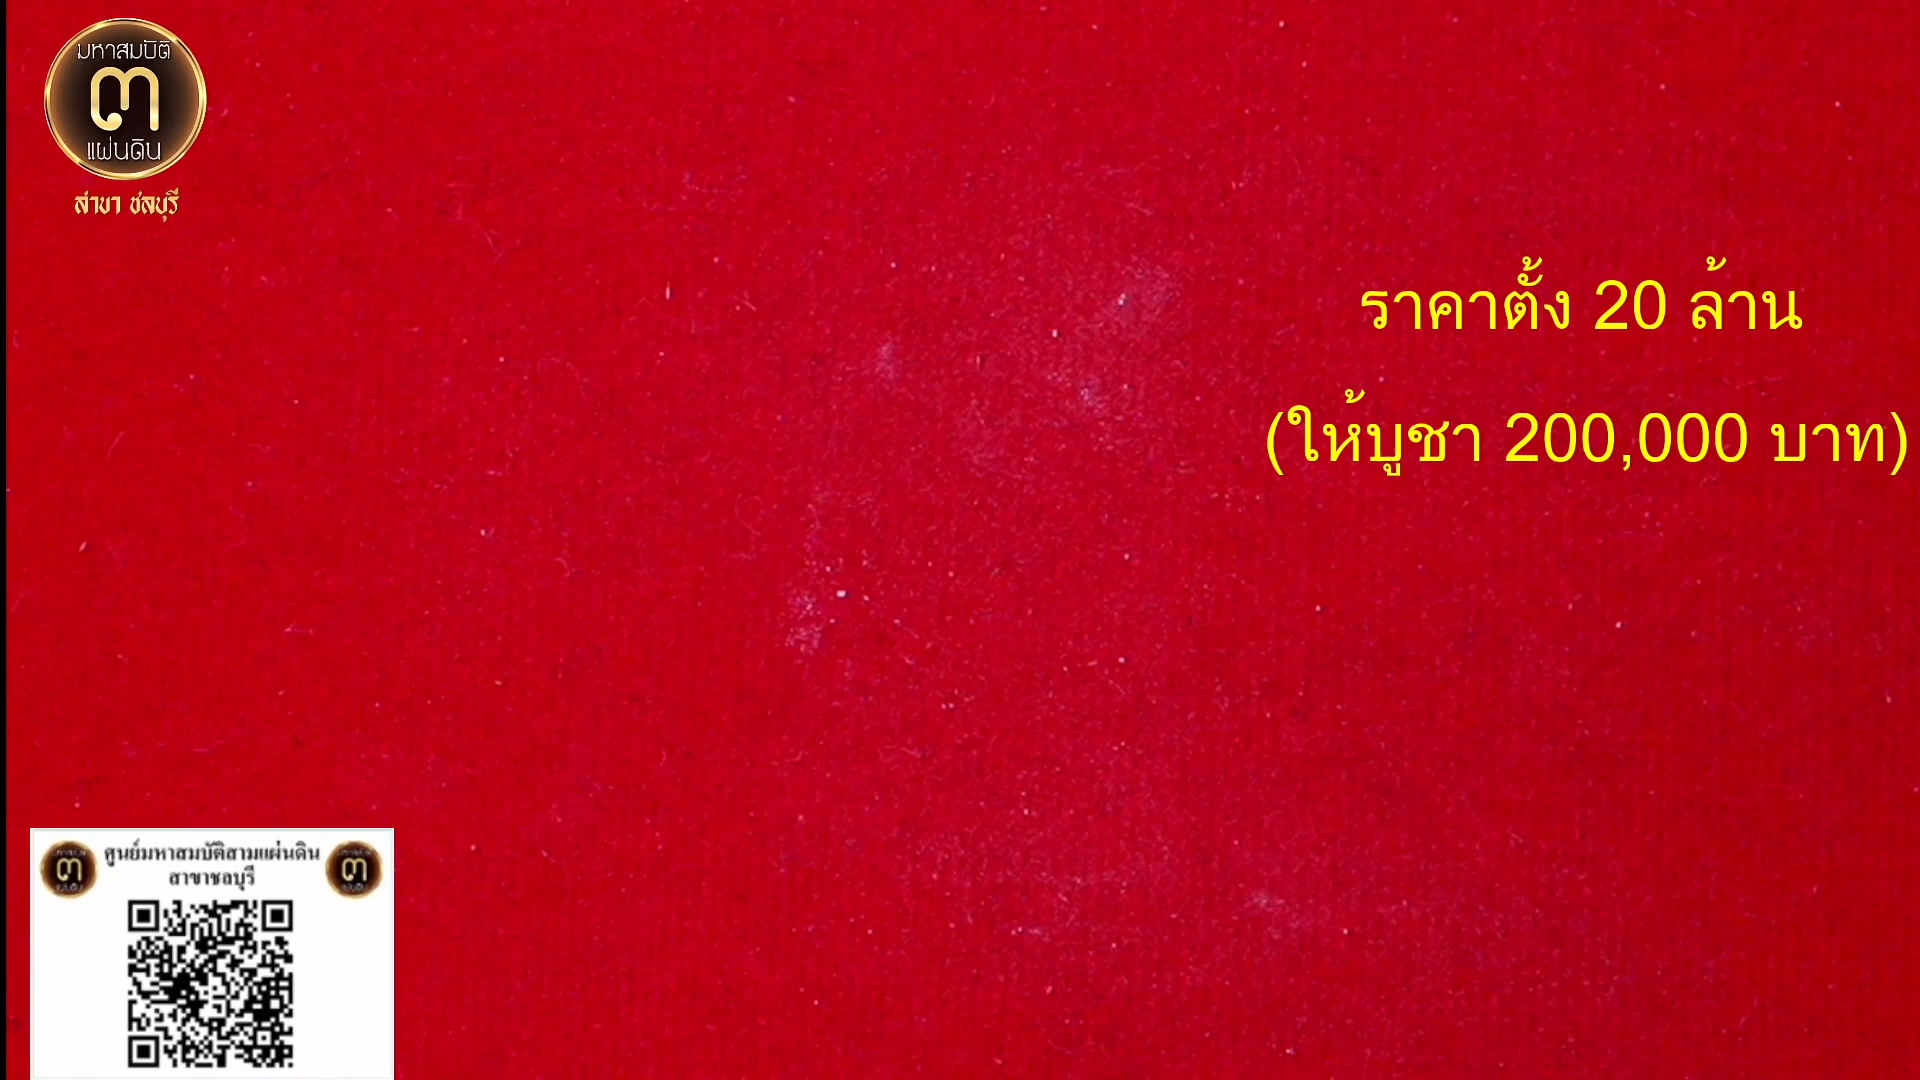 มหาสมบัติ
๓
แผ่นดิน
สาขา ชลบุรี
ราคาตั้ง 20 ล้าน
(ให้บูชา 200,000 บาท)
ศูนย์มหาสมบัติสามแผ่นดิน
สาขาชลบุรี